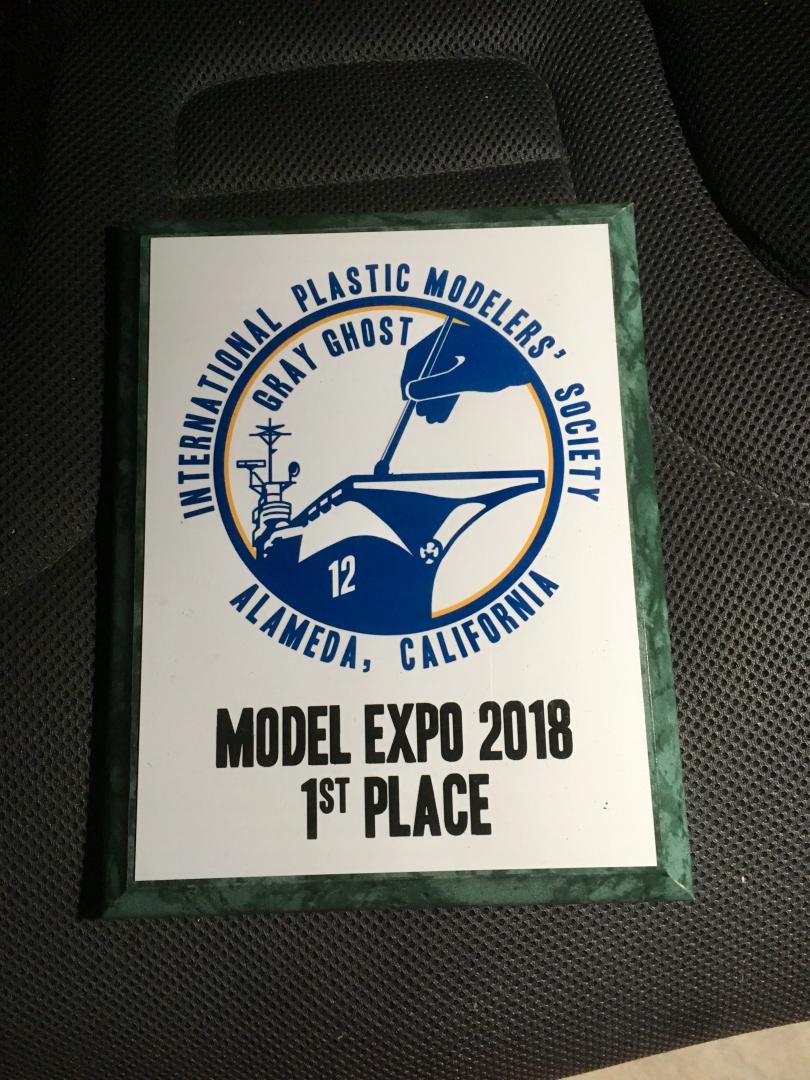 INTERNATIONAL PLASTIC MODELERS' SOCIETY
GRAY GHOST
12
ALAMEDA, CALIFORNIA
MODEL EXPO 2018
1ST PLACE